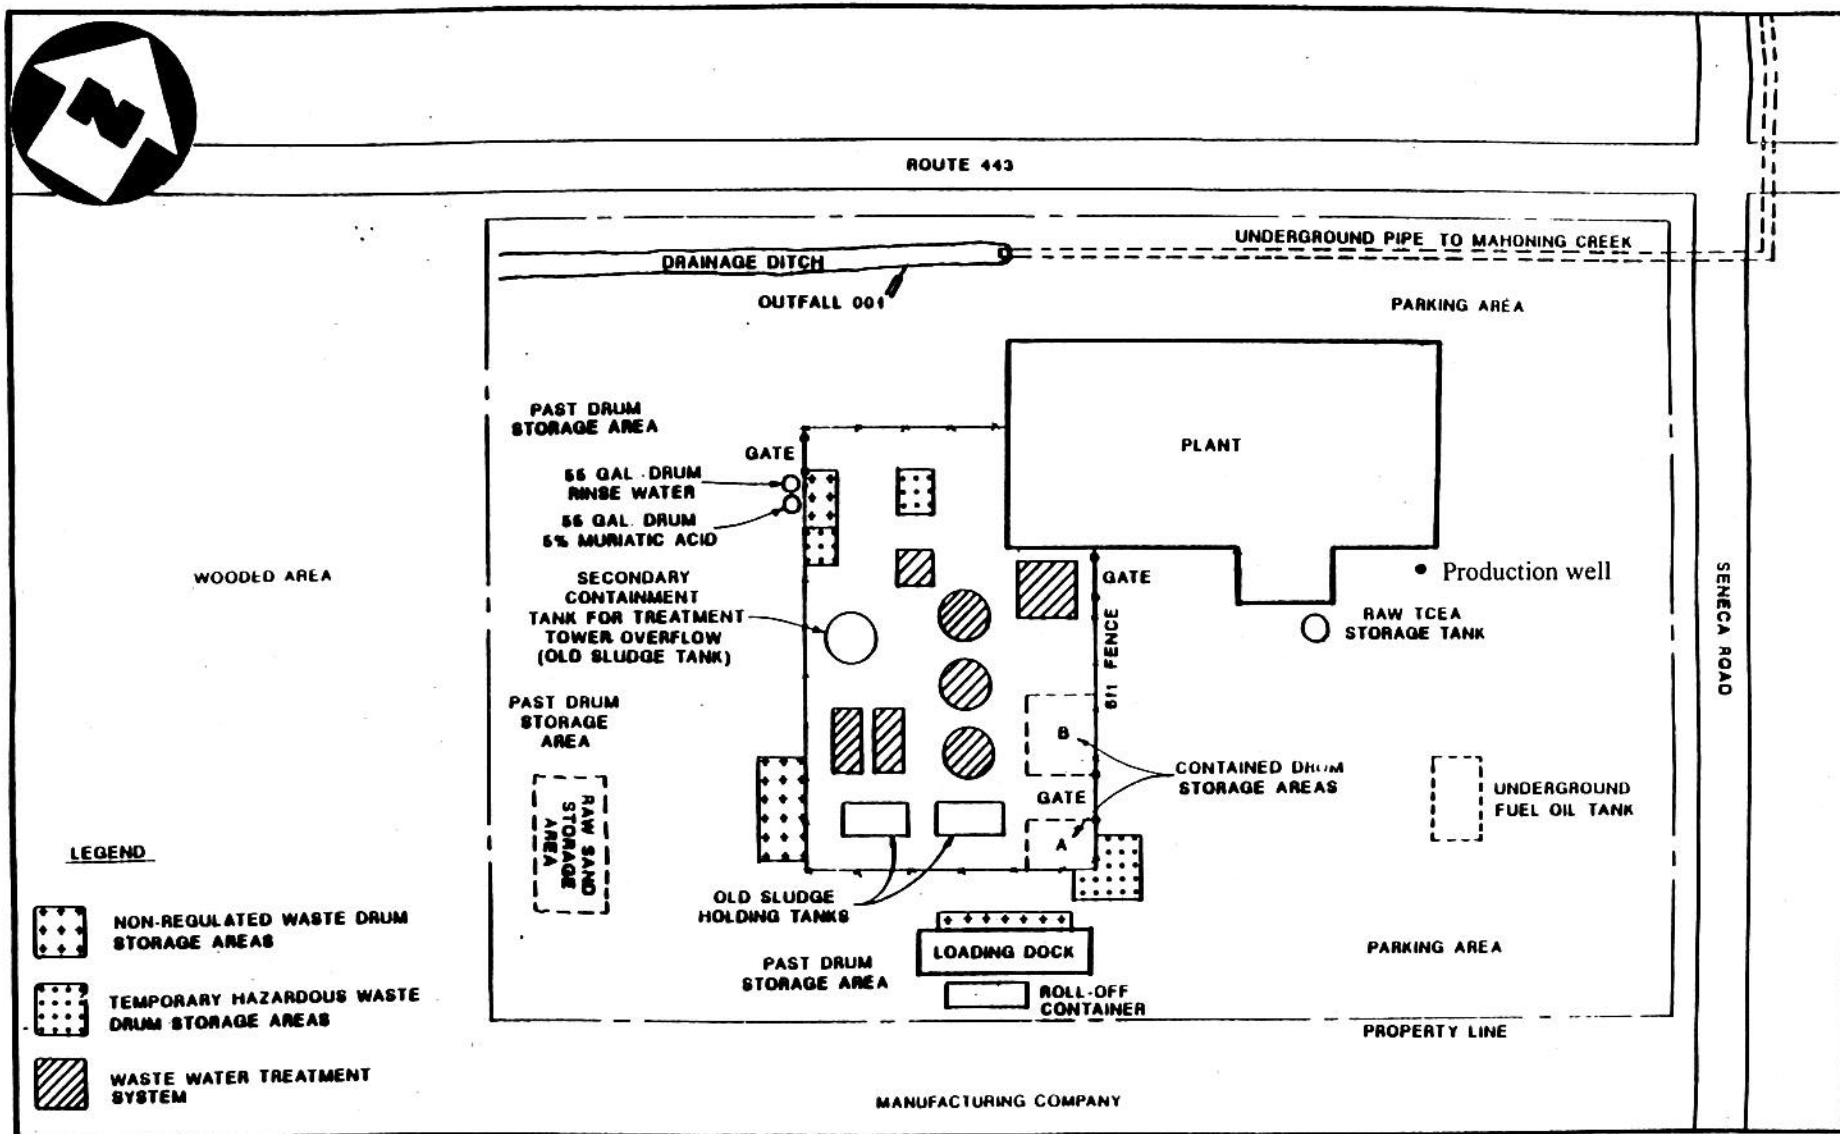 N
ROUTE 443
UNDERGROUND PIPE TO MAHONING CREEK
DRAINAGE DITCH
OUTFALL 001
PARKING AREA
PAST DRUM
STORAGE AREA
GATE
PLANT
55 GAL. DRUM
RINSE WATER
55 GAL. DRUM
5% MURIATIC ACID
WOODED AREA
SECONDARY
CONTAINMENT
TANK FOR TREATMENT
TOWER OVERFLOW
(OLD SLUDGE TANK)
GATE
Production well
RAW TCEA
STORAGE TANK
6ft FENCE
SENECA ROAD
PAST DRUM
STORAGE
AREA
B
CONTAINED DRUM
STORAGE AREAS
GATE
UNDERGROUND
FUEL OIL TANK
RAW SAND
STORAGE
AREA
A
LEGEND
OLD SLUDGE
HOLDING TANKS
NON-REGULATED WASTE DRUM
STORAGE AREAS
LOADING DOCK
PARKING AREA
PAST DRUM
STORAGE AREA
TEMPORARY HAZARDOUS WASTE
DRUM STORAGE AREAS
ROLL-OFF
CONTAINER
PROPERTY LINE
WASTE WATER TREATMENT
SYSTEM
MANUFACTURING COMPANY